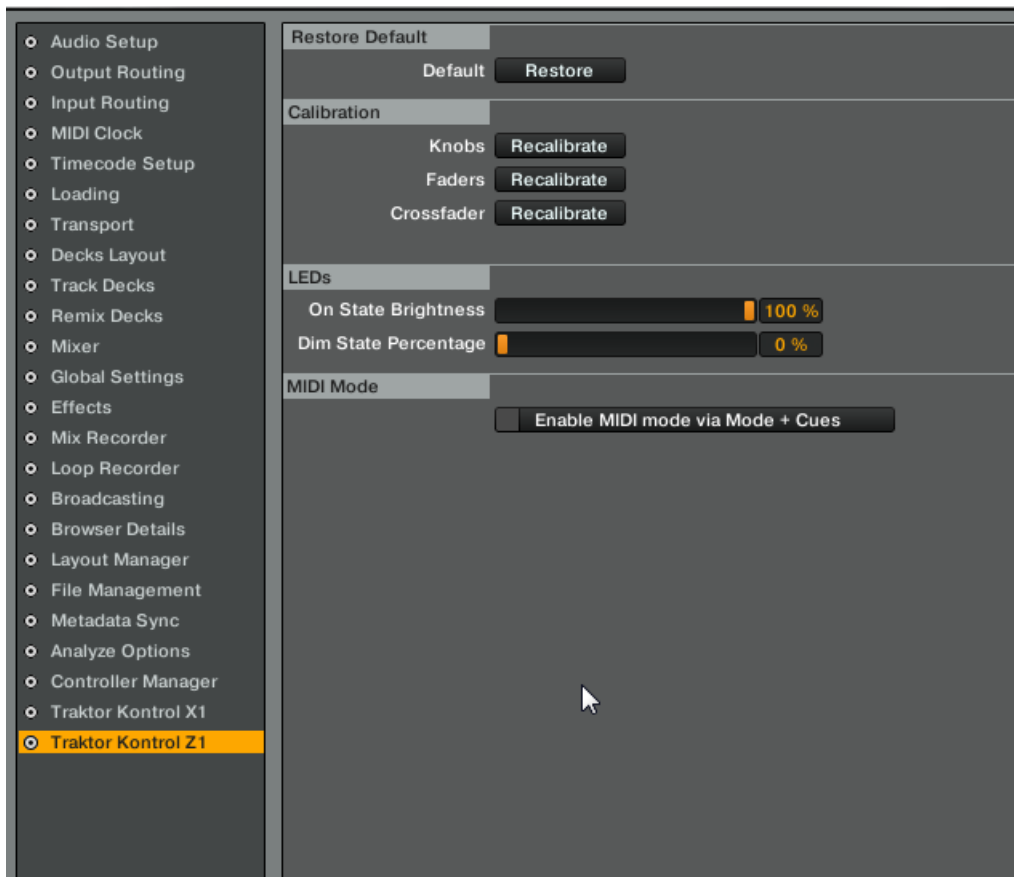 Audio Setup
Output Routing
Input Routing
MIDI Clock
Timecode Setup
Loading
Transport
Decks Layout
Track Decks
Remix Decks
Mixer
Global Settings
Effects
Mix Recorder
Loop Recorder
Broadcasting
Browser Details
Layout Manager
File Management
Metadata Sync
Analyze Options
Controller Manager
Traktor Kontrol X1
Traktor Kontrol Z1
Restore Default
Default Restore
Calibration
Knobs Recalibrate
Faders Recalibrate
Crossfader Recalibrate
LEDs
On State Brightness 100 %
Dim State Percentage 0 %
MIDI Mode
Enable MIDI mode via Mode + Cues